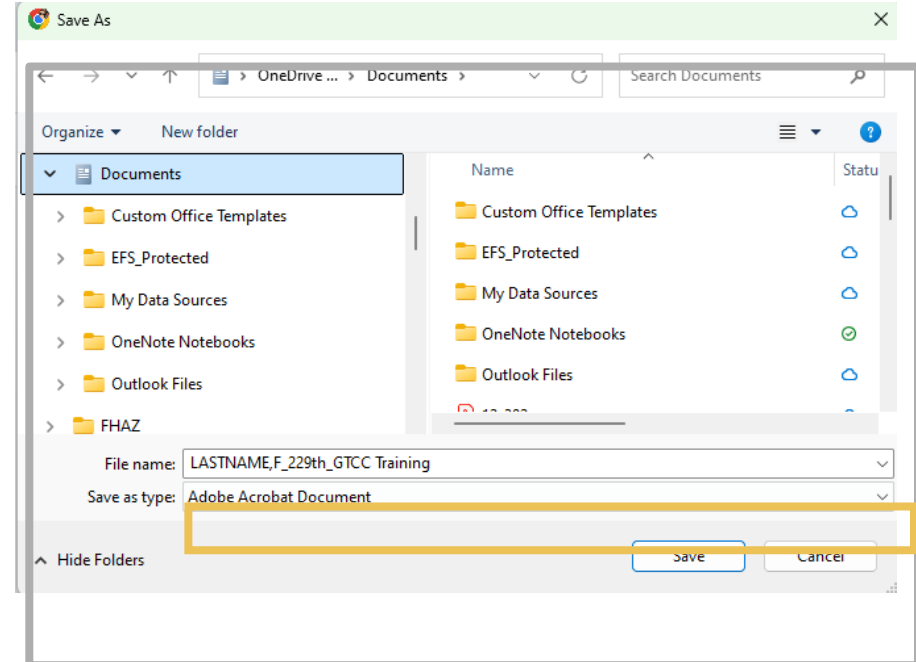 Save As
OneDrive ... > Documents >
Search Documents
Organize
New folder
?
Documents
Custom Office Templates
EFS_Protected
My Data Sources
OneNote Notebooks
Outlook Files
FHAZ
Name
Statu
Custom Office Templates
EFS_Protected
My Data Sources
OneNote Notebooks
Outlook Files
File name: LASTNAME,F_229th_GTCC Training
Save as type: Adobe Acrobat Document
Hide Folders
Save
Cancel